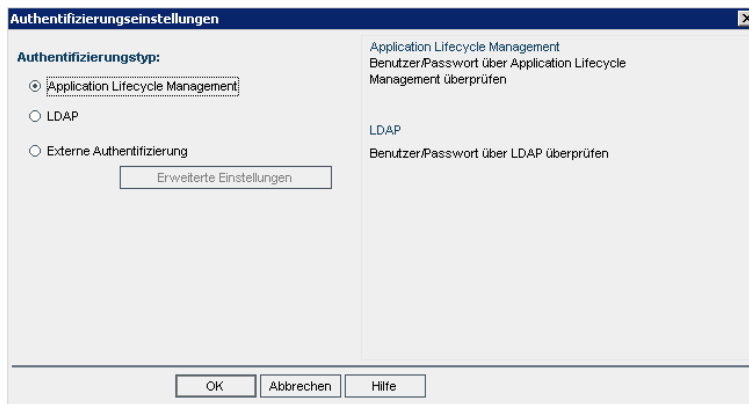 Authentifizierungseinstellungen
Authentifizierungstyp:
Application Lifecycle Management
LDAP
Externe Authentifizierung
Erweiterte Einstellungen
Application Lifecycle Management
Benutzer/Passwort über Application Lifecycle
Management überprüfen
LDAP
Benutzer/Passwort über LDAP überprüfen
OK
Abbrechen
Hilfe